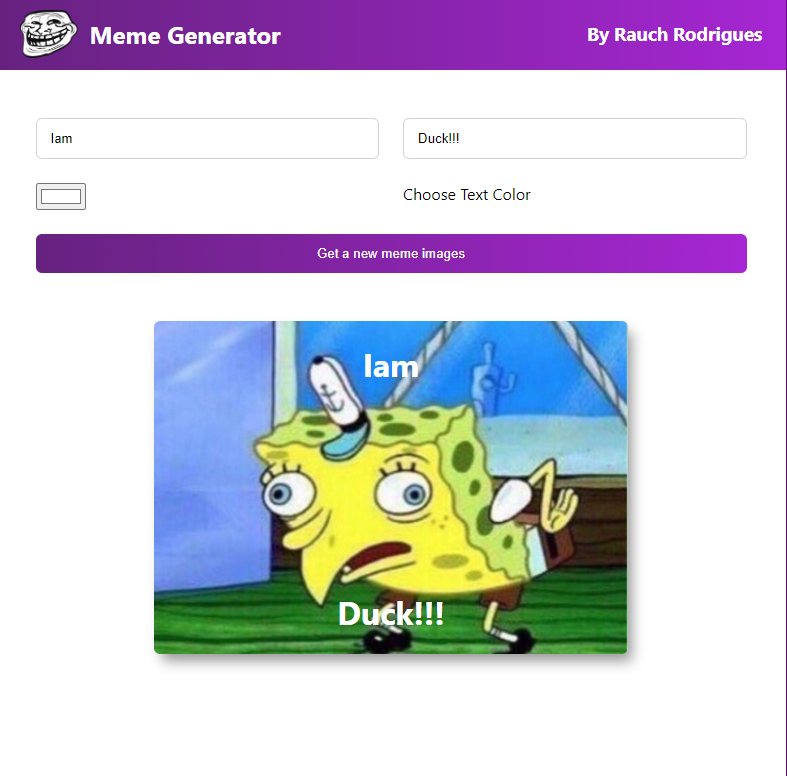 Meme Generator
By Rauch Rodrigues
Iam
Duck!!!
Choose Text Color
Get a new meme images
Iam
Duck!!!